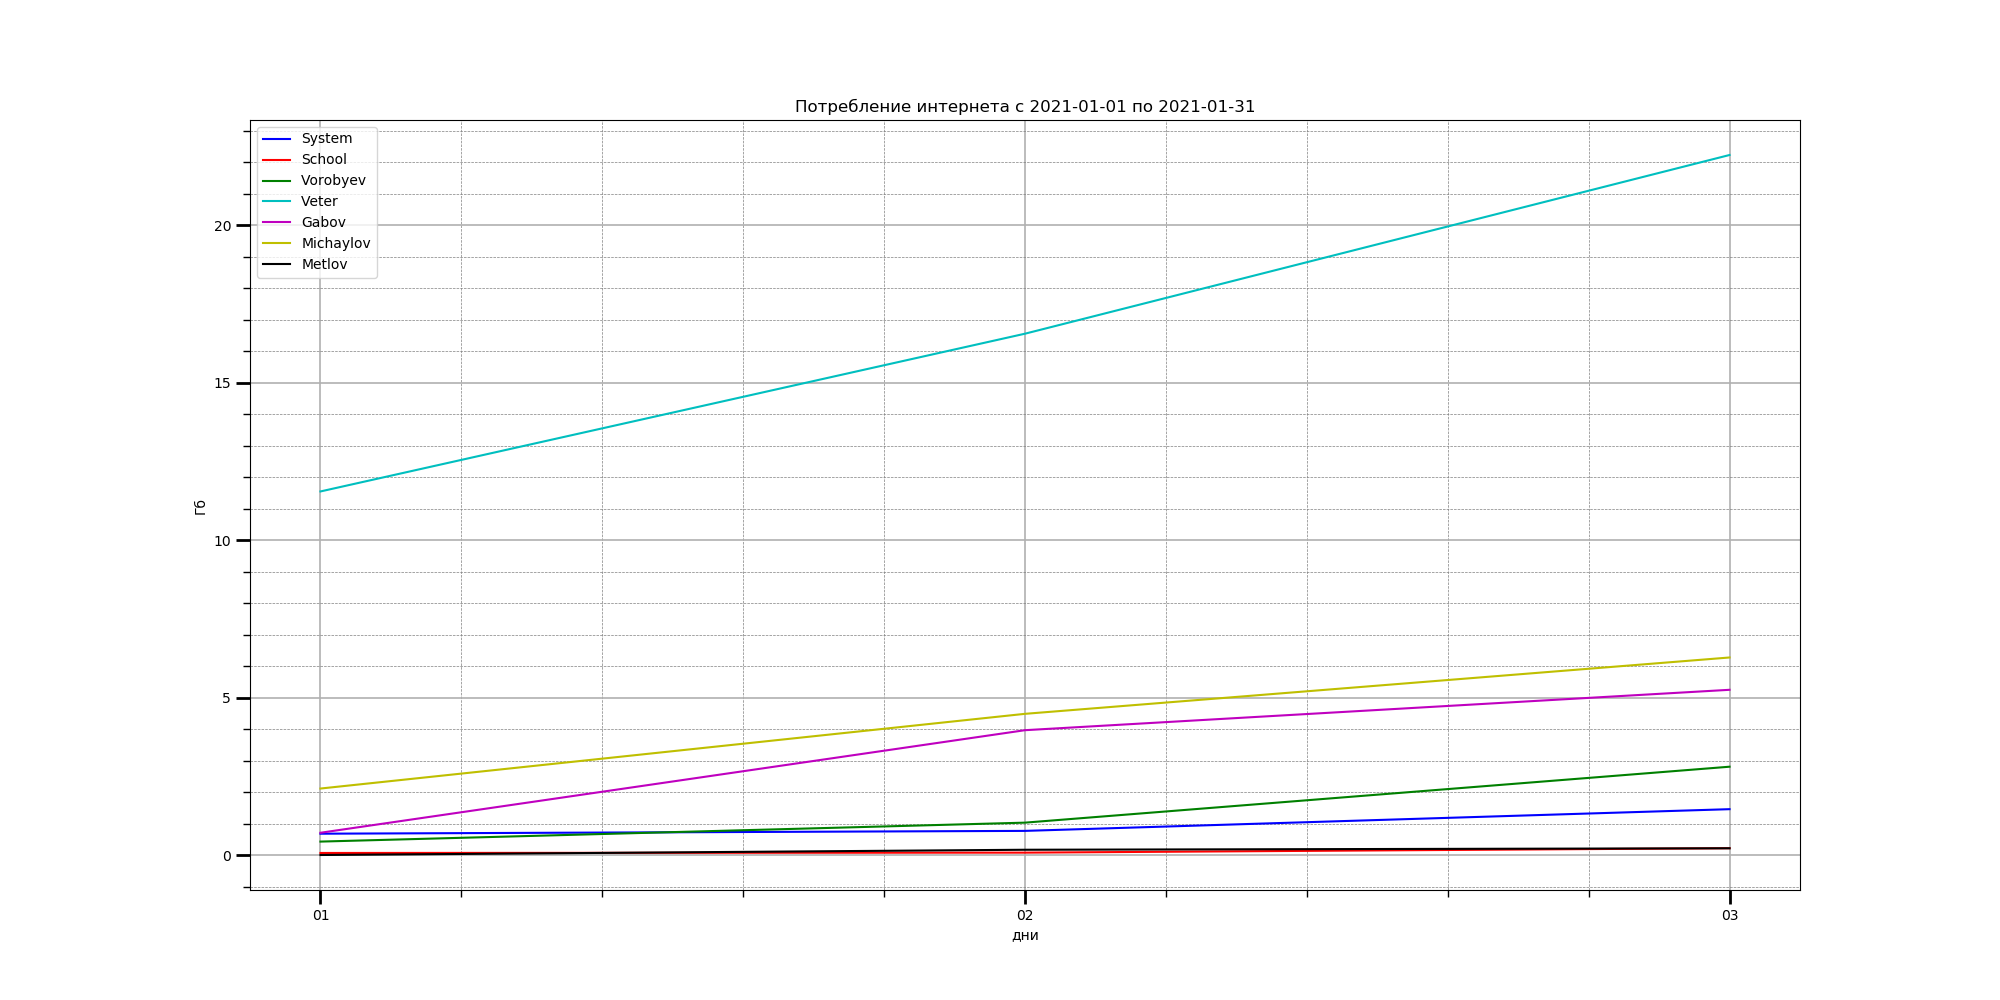 Потребление интернета с 2021-01-01 по 2021-01-31
System
School
Vorobyev
Veter
Gabov
Michaylov
Metlov
20
15
10
5
0
Гб
01
02
03
дни